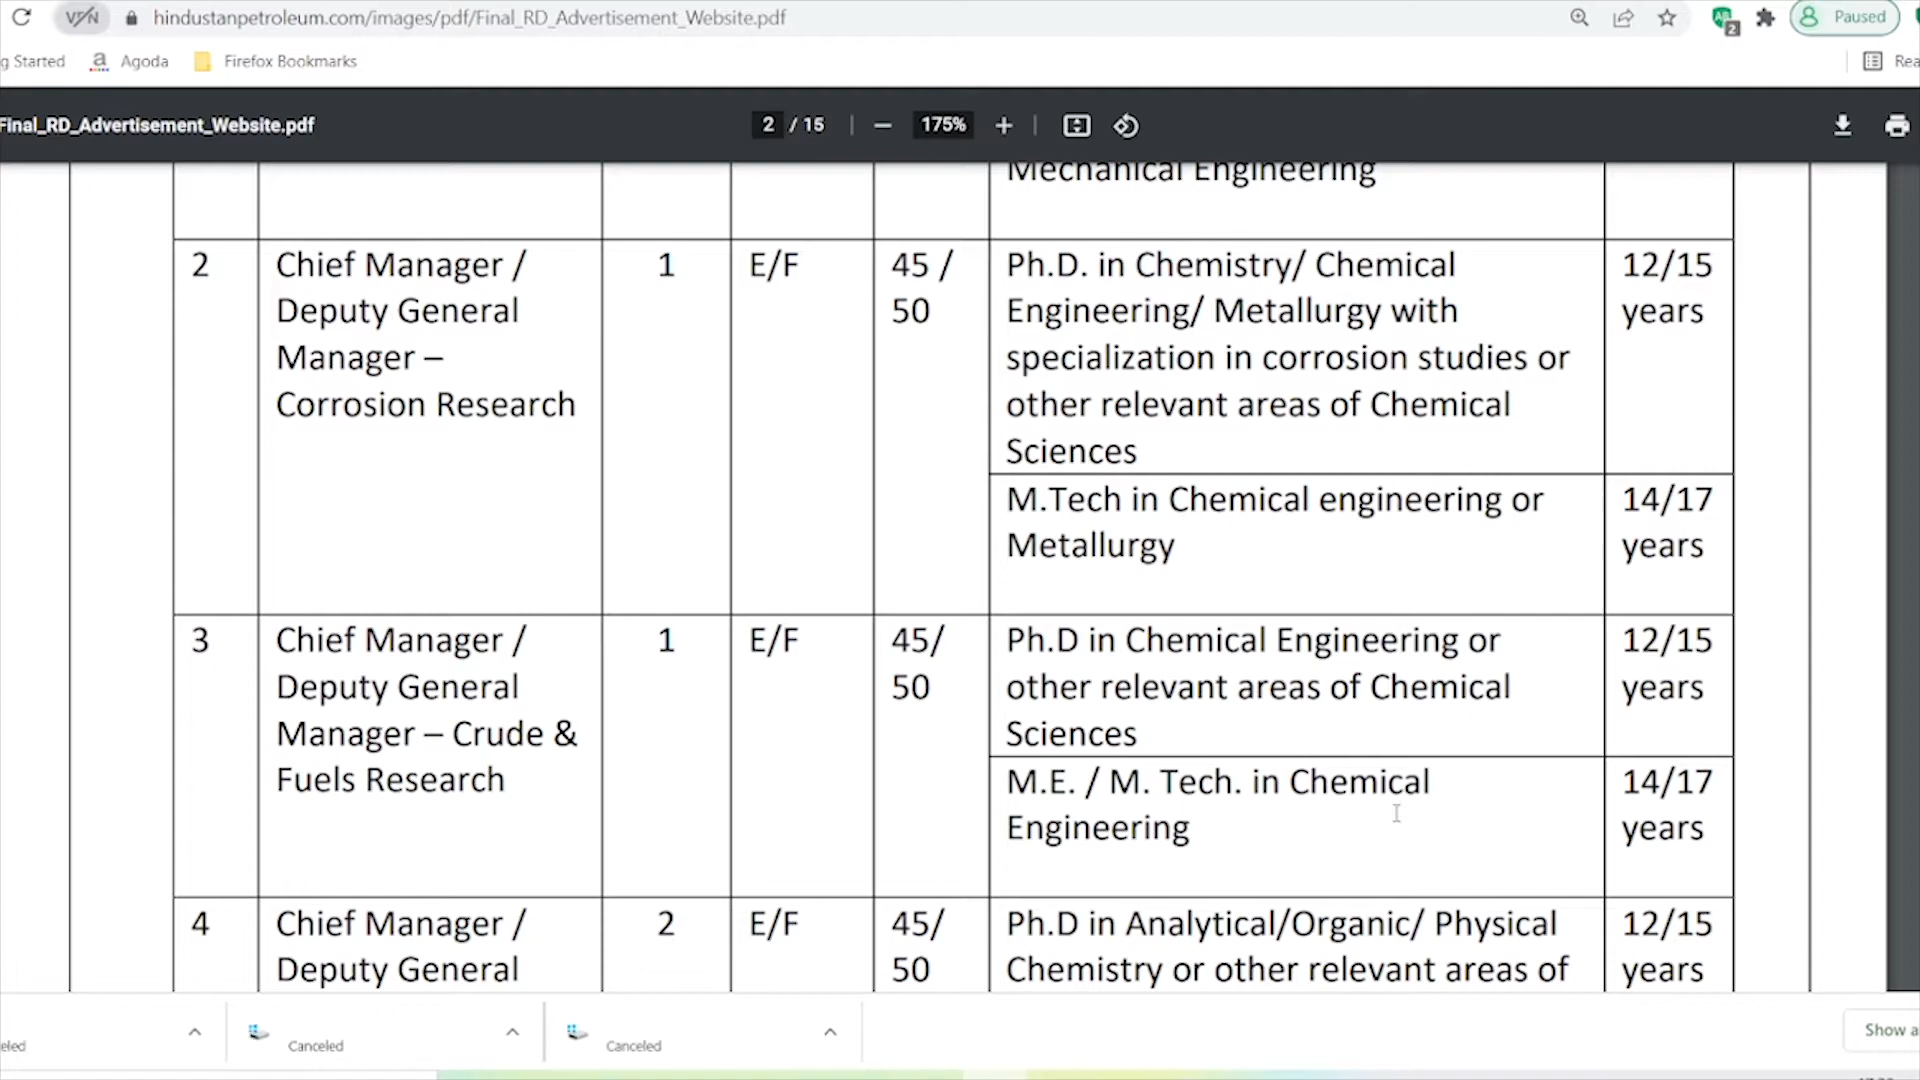 VPN
hindustanpetroleum.com/images/pdf/Final_RD_Advertisement_Website.pdf
2
Paused
g Started
a Agoda
Firefox Bookmarks
Rea
Final_RD_Advertisement_Website.pdf
2 / 15
175%
Mechanical Engineering
2
Chief Manager /
Deputy General
Manager –
Corrosion Research
1
E/F
45 /
50
Ph.D. in Chemistry/ Chemical
Engineering/ Metallurgy with
specialization in corrosion studies or
other relevant areas of Chemical
Sciences
12/15
years
M.Tech in Chemical engineering or
Metallurgy
14/17
years
3
Chief Manager /
Deputy General
Manager – Crude &
Fuels Research
1
E/F
45/
50
Ph.D in Chemical Engineering or
other relevant areas of Chemical
Sciences
12/15
years
M.E. / M. Tech. in Chemical
Engineering
14/17
years
4
Chief Manager /
Deputy General
2
E/F
45/
50
Ph.D in Analytical/Organic/ Physical
Chemistry or other relevant areas of
12/15
years
eled
Canceled
Canceled
Show a